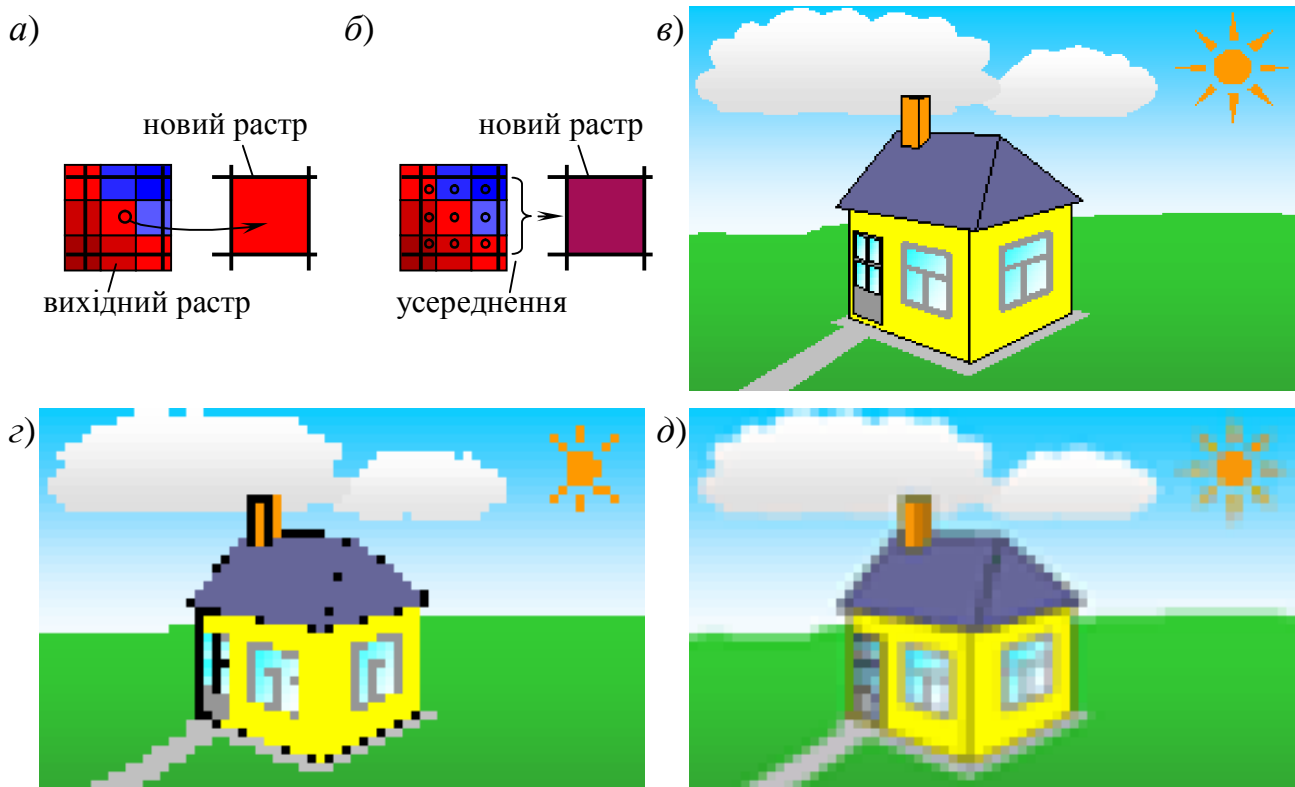 а)
б)
в)
новий растр
новий растр
вихідний растр
усереднення
г)
д)